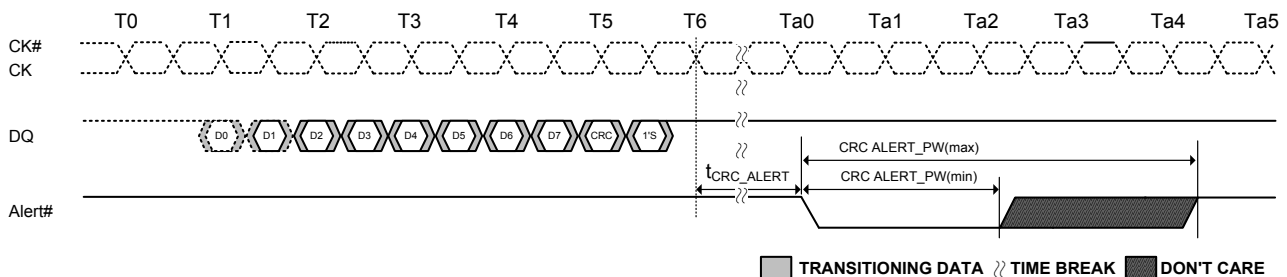 T0 T1 T2 T3 T4 T5 T6 Ta0 Ta1 Ta2 Ta3 Ta4 Ta5
CK#
CK
DQ D0 D1 D2 D3 D4 D5 D6 D7 CRC 1'S
CRC ALERT_PW(max)
tCRC_ALERT CRC ALERT_PW(min)
Alert#
TRANSITIONING DATA TIME BREAK DON'T CARE